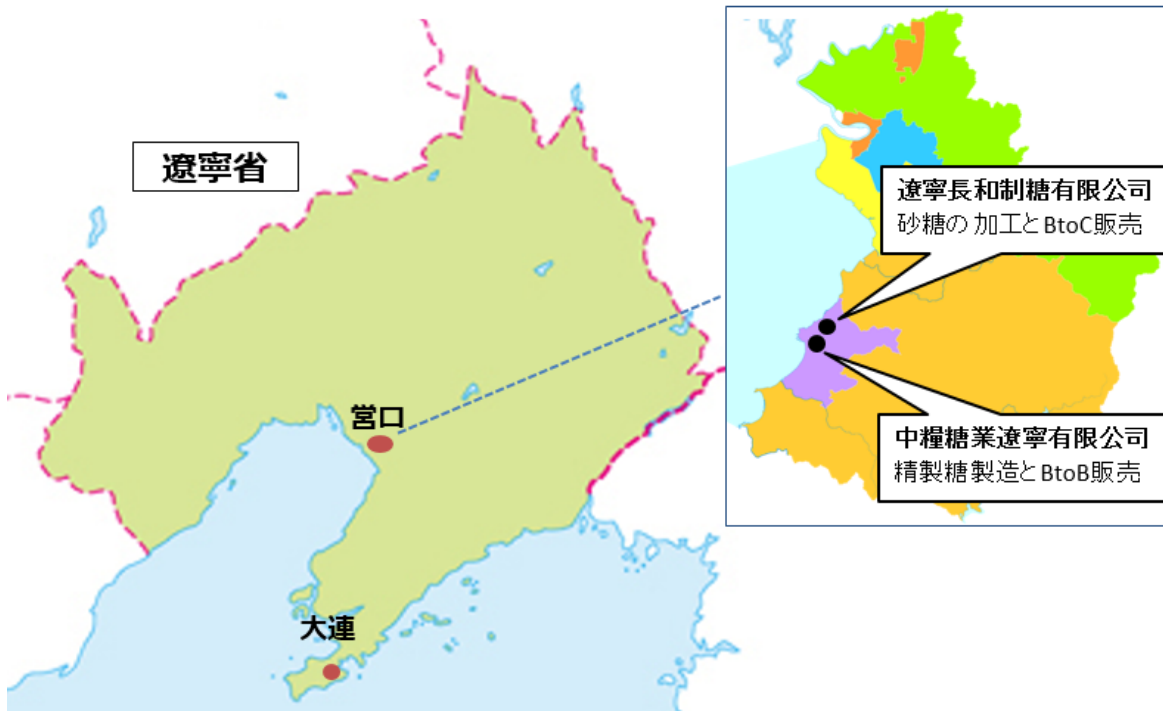 遼寧省
営口
大連
遼寧長和制糖有限公司
砂糖の加工とBtoC販売
中糧糖業遼寧有限公司
精製糖製造とBtoB販売